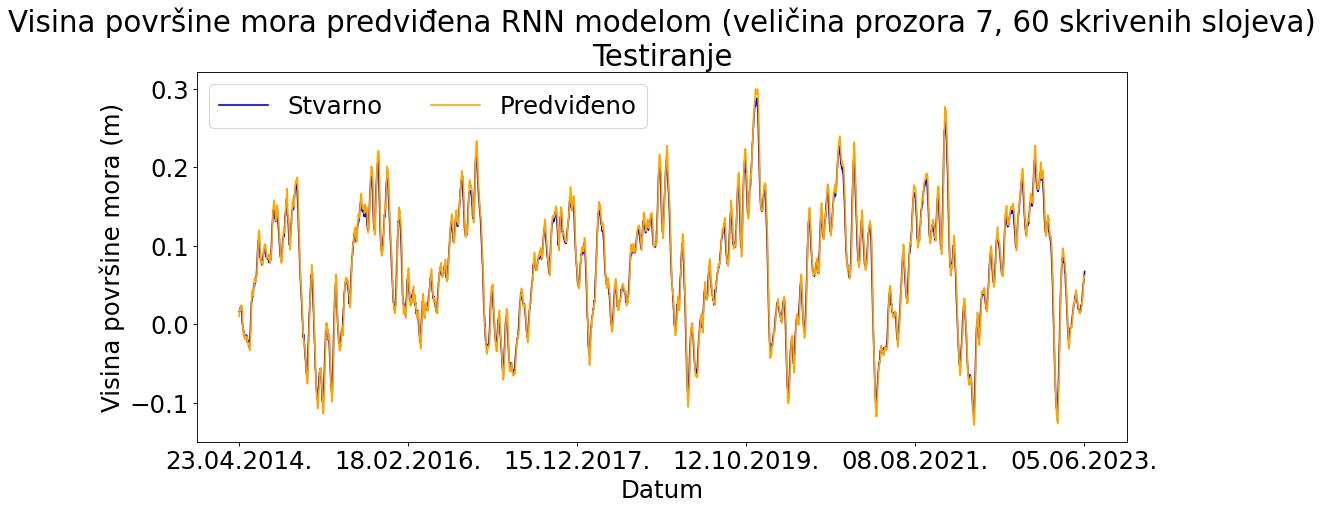 Visina površine mora predviđena RNN modelom (veličina prozora 7, 60 skrivenih slojeva)
Testiranje
Stvarno
Predviđeno
Visina površine mora (m)
0.3
0.2
0.1
0.0
−0.1
23.04.2014.
18.02.2016.
15.12.2017.
12.10.2019.
08.08.2021.
05.06.2023.
Datum